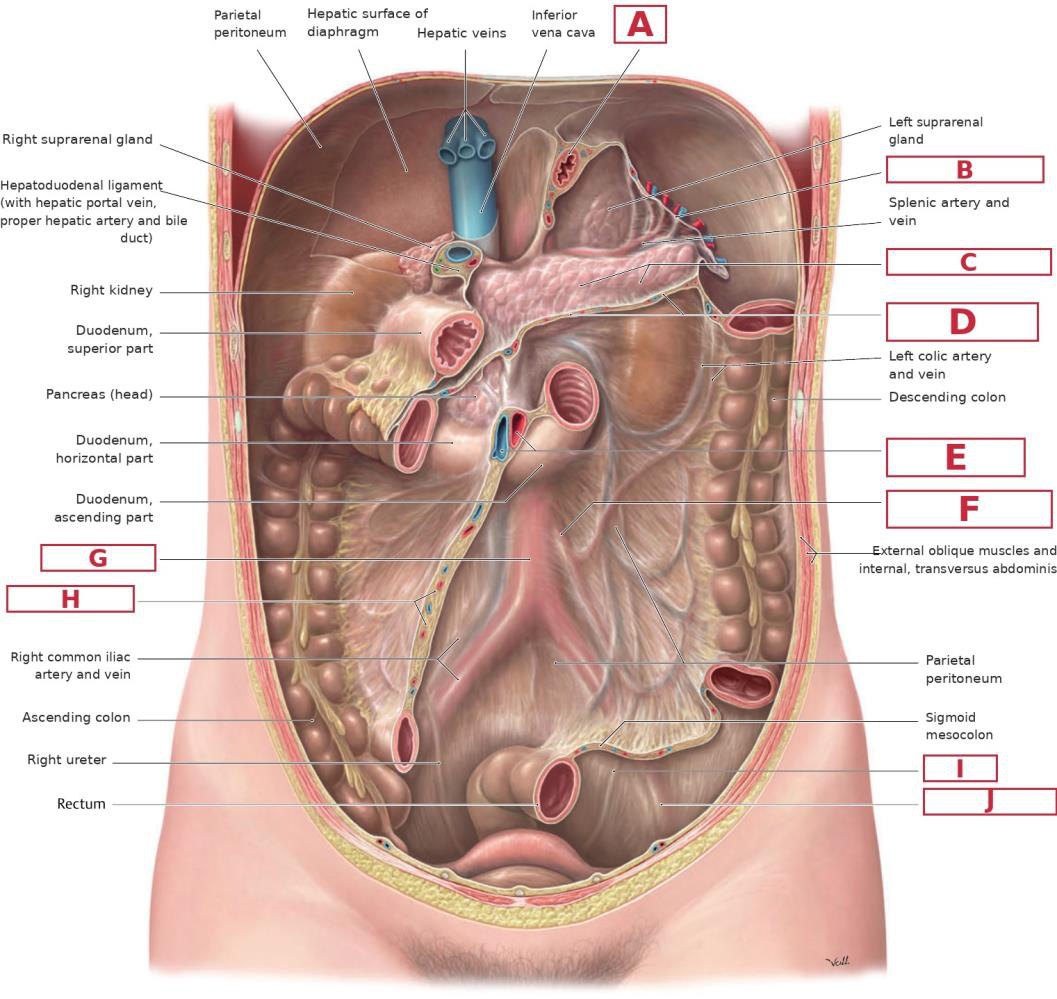 Parietal
peritoneum
Hepatic surface of
diaphragm
Hepatic veins
Inferior
vena cava
A
Right suprarenal gland
Hepatoduodenal ligament
(with hepatic portal vein,
proper hepatic artery and bile
duct)
Right kidney
Duodenum,
superior part
Pancreas (head)
Duodenum,
horizontal part
Duodenum,
ascending part
G
H
Right common iliac
artery and vein
Ascending colon
Right ureter
Rectum
Left suprarenal
gland
B
Splenic artery and
vein
C
D
Left colic artery
and vein
Descending colon
E
F
External oblique muscles and
internal, transversus abdominis
Parietal
peritoneum
Sigmoid
mesocolon
I
J
Voll